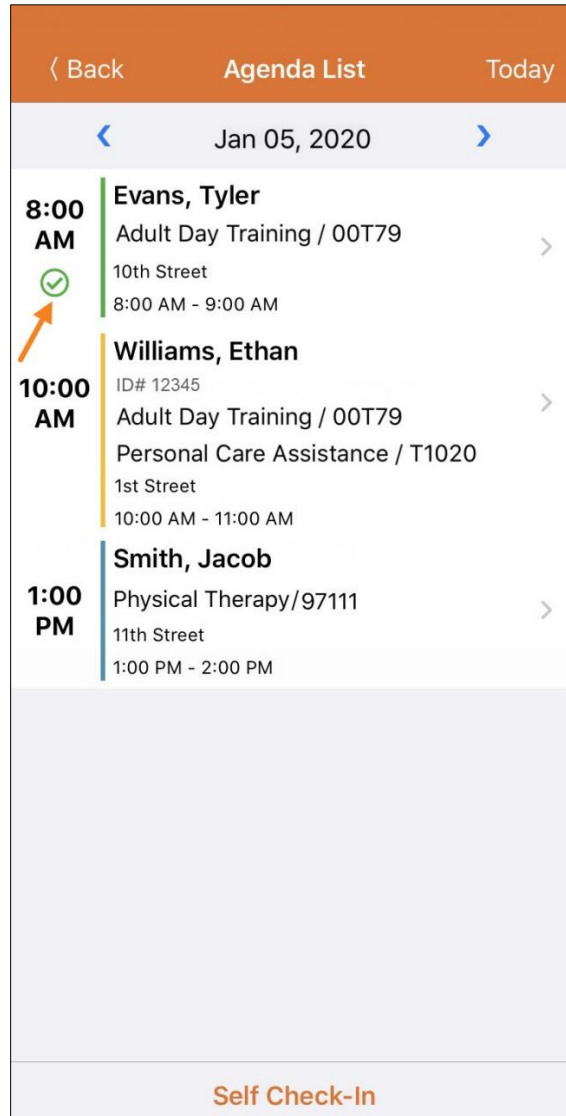 Back Agenda List Today
Jan 05, 2020
8:00
AM
Evans, Tyler
Adult Day Training / 00T79
10th Street
8:00 AM - 9:00 AM
10:00
AM
Williams, Ethan
ID# 12345
Adult Day Training / 00T79
Personal Care Assistance / T1020
1st Street
10:00 AM - 11:00 AM
1:00
PM
Smith, Jacob
Physical Therapy/97111
11th Street
1:00 PM - 2:00 PM
Self Check-In